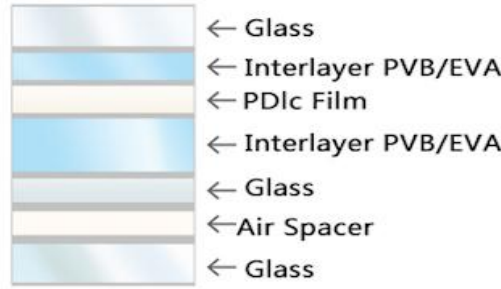 Glass
Interlayer PVB/EVA
PDlc Film
Interlayer PVB/EVA
Glass
Air Spacer
Glass